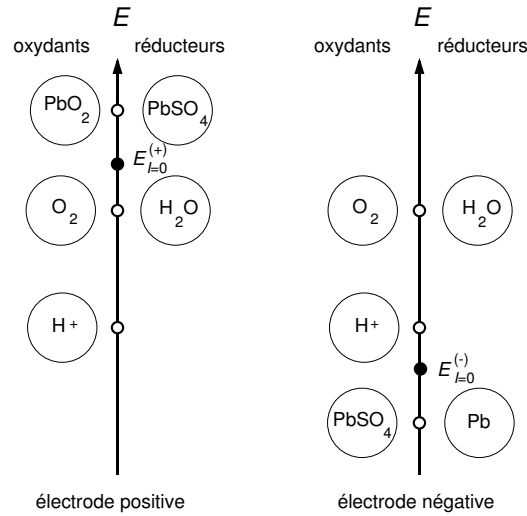 E
oxydants réducteurs
PbO2 PbSO4
E(+)I=0
O2 H2O
H+
électrode positive
E
oxydants réducteurs
O2 H2O
H+
E(-)I=0
PbSO4 Pb
électrode négative